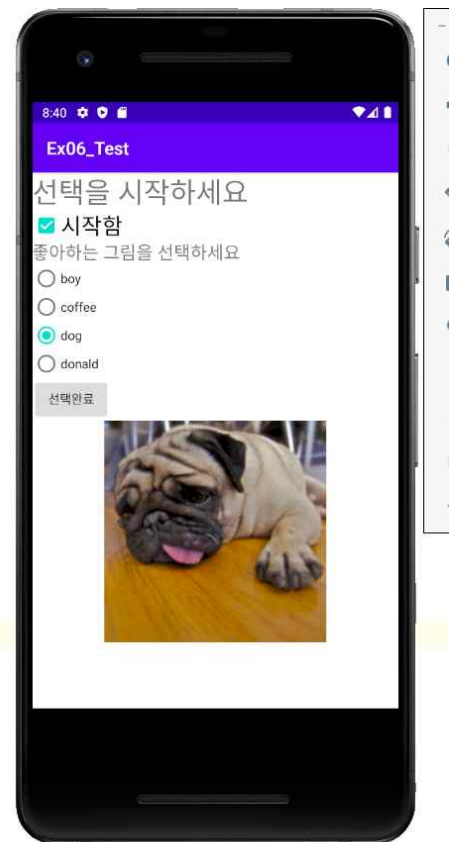 8:40
Ex06_Test
선택을 시작하세요
시작함
좋아하는 그림을 선택하세요
boy
coffee
dog
donald
선택완료